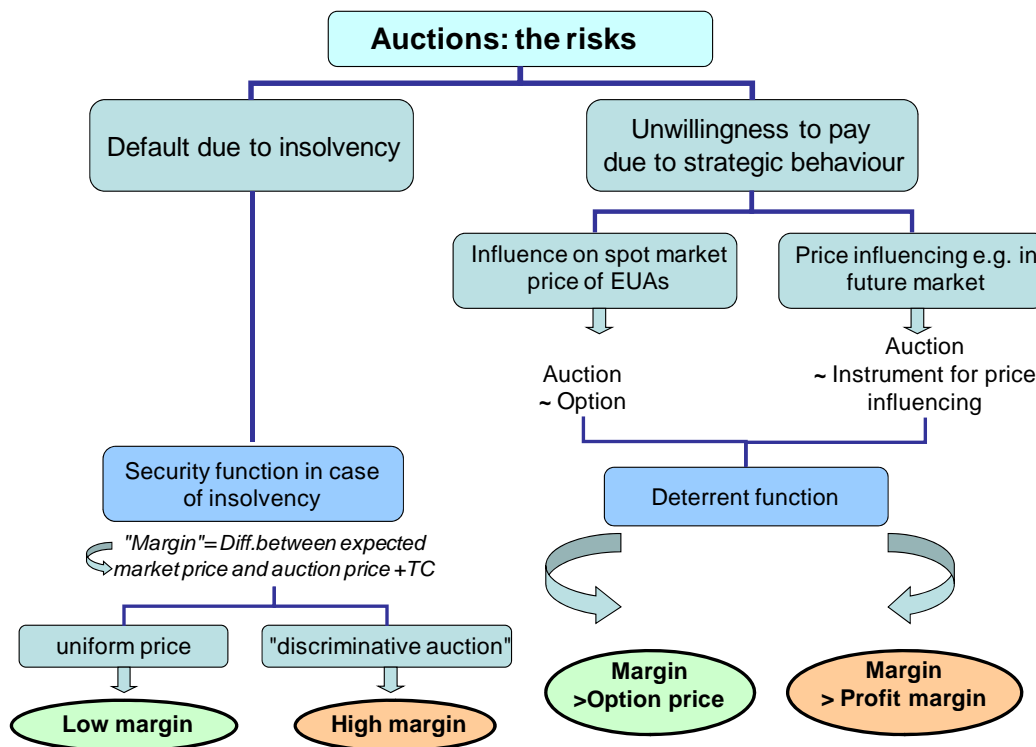 Auctions: the risks
Default due to insolvency
Unwillingness to pay
due to strategic behaviour
Influence on spot market
price of EUAs
Price influencing e.g. in
future market
Auction
~ Option
Auction
~ Instrument for price
influencing
Security function in case
of insolvency
Deterrent function
"Margin"= Diff.between expected
market price and auction price +TC
uniform price
"discriminative auction"
Low margin
High margin
Margin
>Option price
Margin
> Profit margin